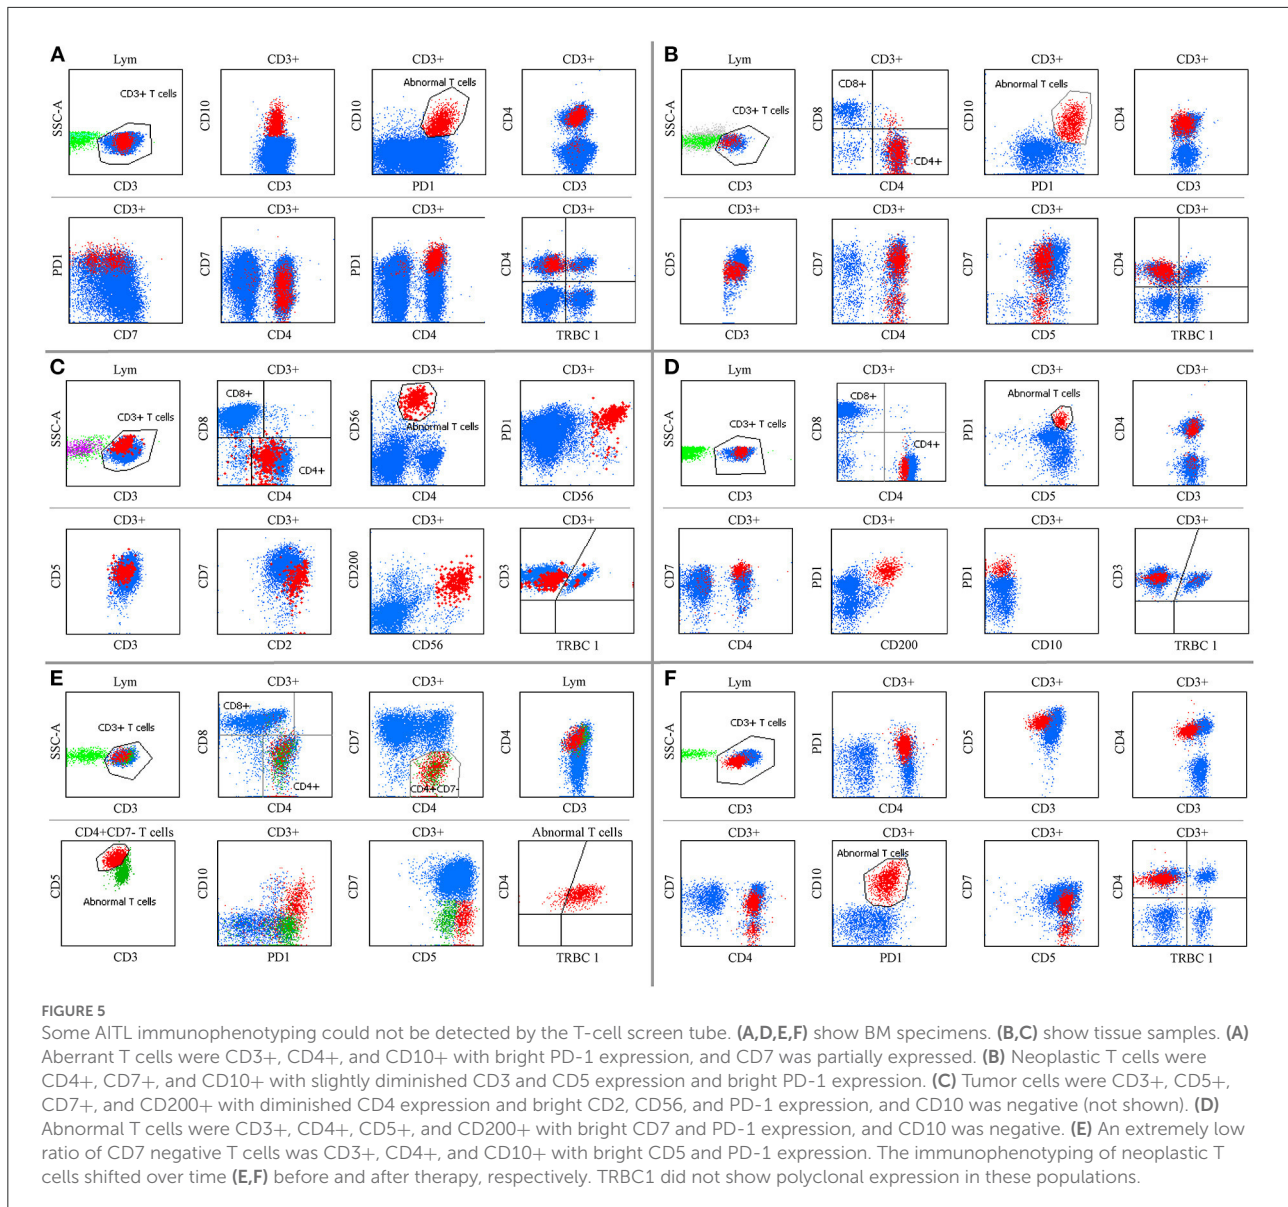 A
Lym
CD3+
CD3+
CD3+
SSC-A
CD3+ T cells
CD3
CD10
CD3
CD10
Abnormal T cells
PD1
CD4
CD3
CD3+
CD3+
CD3+
CD3+
PD1
CD7
CD7
CD4
PD1
CD4
CD4
TRBC 1
B
Lym
CD3+
CD3+
CD3+
SSC-A
CD3+ T cells
CD3
CD8
CD8+
CD4+
CD4
CD10
Abnormal T cells
PD1
CD4
CD3
CD3+
CD3+
CD3+
CD3+
CD5
CD3
CD7
CD4
CD7
CD5
CD4
TRBC 1
C
Lym
CD3+
CD3+
CD3+
SSC-A
CD3+ T cells
CD3
CD8
CD8+
CD4+
CD4
CD56
Abnormal T cells
CD4
PD1
CD56
CD3+
CD3+
CD3+
CD3+
CD5
CD3
CD7
CD2
CD200
CD56
CD3
TRBC 1
D
Lym
CD3+
CD3+
CD3+
SSC-A
CD3+ T cells
CD3
CD8
CD8+
CD4+
CD4
PD1
Abnormal T cells
CD5
CD4
CD3
CD3+
CD3+
CD3+
CD3+
CD7
CD4
PD1
CD200
PD1
CD10
CD3
TRBC 1
E
Lym
CD3+
CD3+
Lym
SSC-A
CD3+ T cells
CD3
CD8
CD8+
CD4+
CD4
CD7
CD4+CD7-
CD4
CD4
CD3
CD4+CD7- T cells
CD3+
CD3+
Abnormal T cells
CD5
Abnormal T cells
CD3
CD10
PD1
CD7
CD5
CD4
TRBC 1
F
Lym
CD3+
CD3+
CD3+
SSC-A
CD3+ T cells
CD3
PD1
CD4
CD5
CD3
CD4
CD3
CD3+
CD3+
CD3+
CD3+
CD7
CD4
CD10
Abnormal T cells
PD1
CD7
CD5
CD4
TRBC 1
FIGURE 5
Some AITL immunophenotyping could not be detected by the T-cell screen tube. (A,D,E,F) show BM specimens. (B,C) show tissue samples. (A)
Aberrant T cells were CD3+, CD4+, and CD10+ with bright PD-1 expression, and CD7 was partially expressed. (B) Neoplastic T cells were
CD4+, CD7+, and CD10+ with slightly diminished CD3 and CD5 expression and bright PD-1 expression. (C) Tumor cells were CD3+, CD5+,
CD7+, and CD200+ with diminished CD4 expression and bright CD2, CD56, and PD-1 expression, and CD10 was negative (not shown). (D)
Abnormal T cells were CD3+, CD4+, CD5+, and CD200+ with bright CD7 and PD-1 expression, and CD10 was negative. (E) An extremely low
ratio of CD7 negative T cells was CD3+, CD4+, and CD10+ with bright CD5 and PD-1 expression. The immunophenotyping of neoplastic T
cells shifted over time (E,F) before and after therapy, respectively. TRBC1 did not show polyclonal expression in these populations.